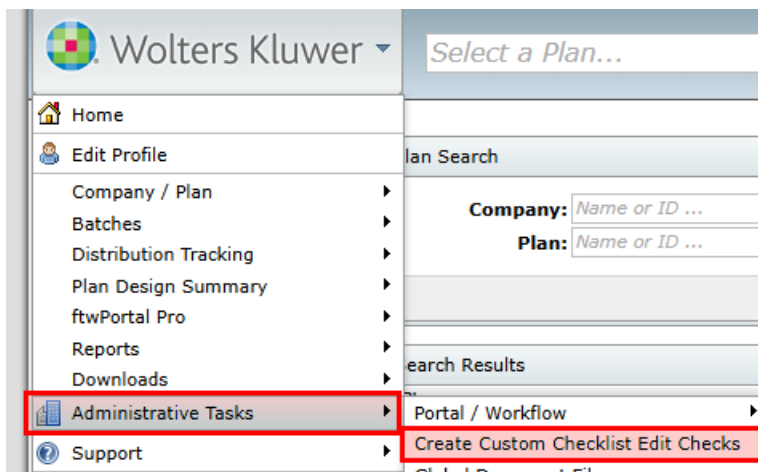 Wolters Kluwer
Select a Plan...
Home
Edit Profile
lan Search
Company / Plan
Company: Name or ID ...
Batches
Plan: Name or ID ...
Distribution Tracking
Plan Design Summary
ftwPortal Pro
Reports
earch Results
Downloads
Administrative Tasks
Portal / Workflow
Create Custom Checklist Edit Checks
Support